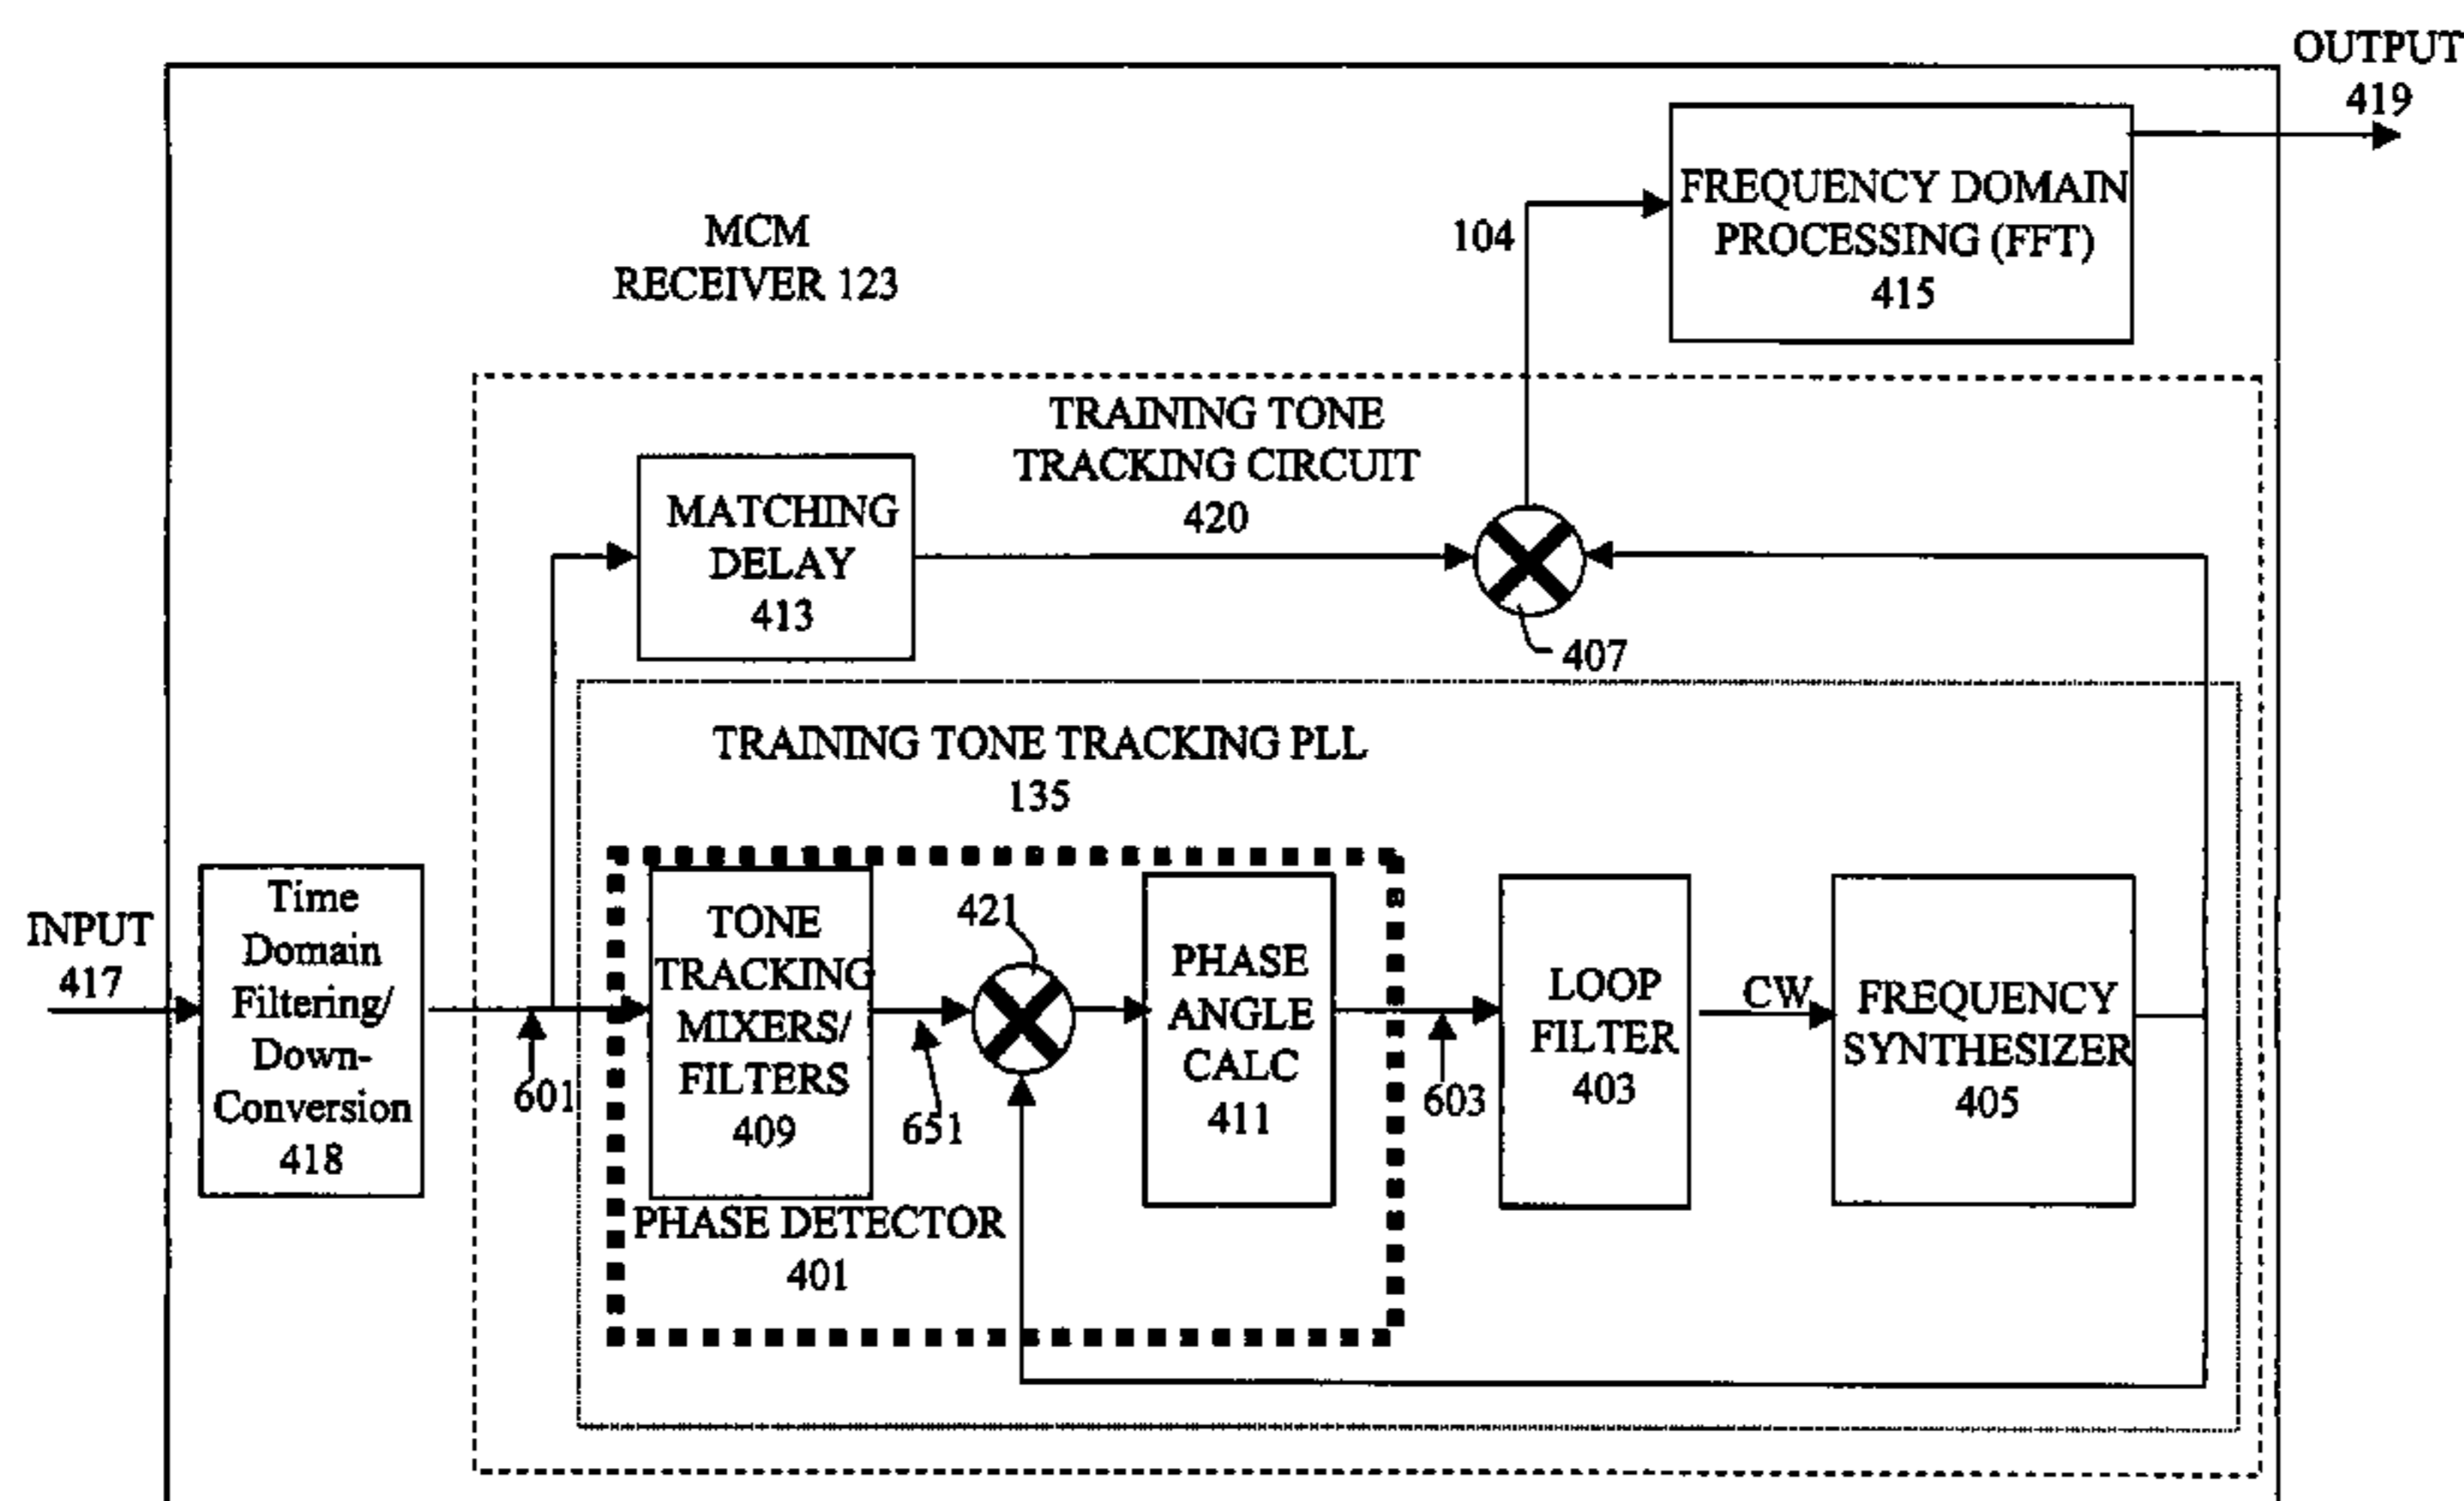 OUTPUT
419
FREQUENCY DOMAIN
PROCESSING (FFT)
415
104
MCM
RECEIVER 123
TRAINING TONE
TRACKING CIRCUIT
420
MATCHING
DELAY
413
407
TRAINING TONE TRACKING PLL
135
INPUT
417
Time
Domain
Filtering/
Down-
Conversion
418
601
TONE
TRACKING
MIXERS/
FILTERS
409
651
421
PHASE
ANGLE
CALC
411
PHASE DETECTOR
401
603
LOOP
FILTER
403
CW
FREQUENCY
SYNTHESIZER
405